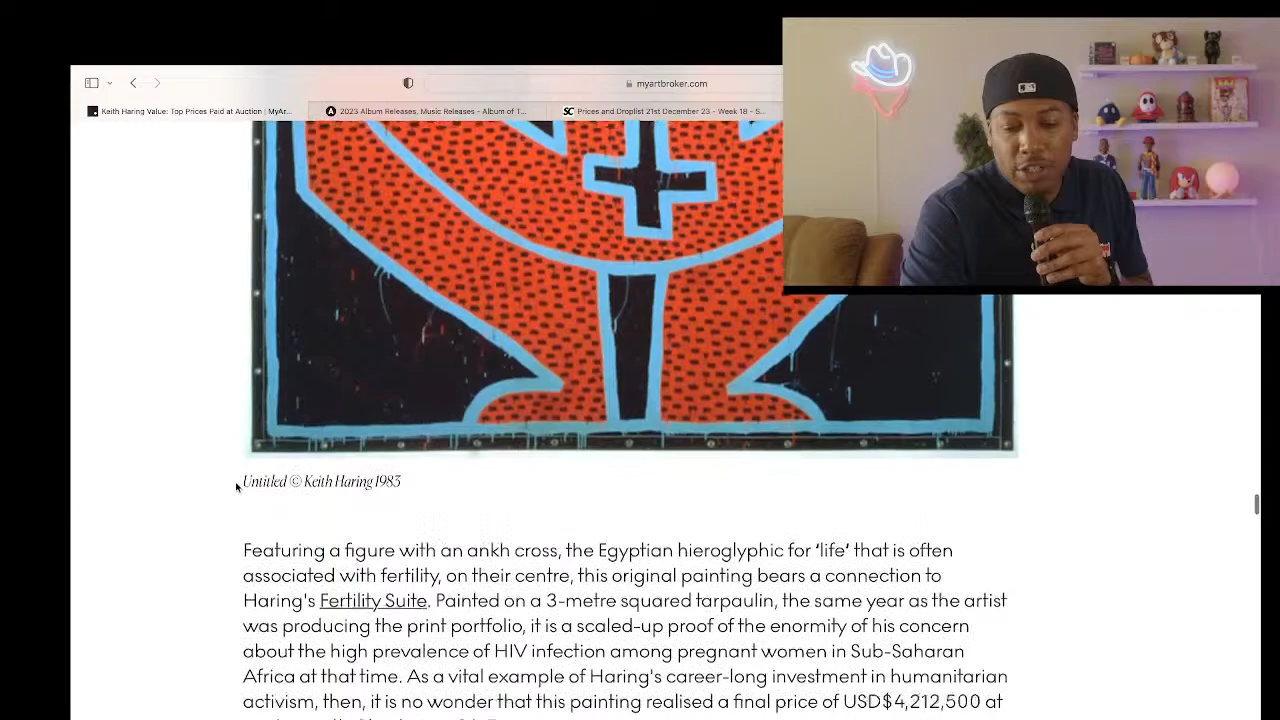 myartbroker.com
Keith Haring Value: Top Prices Paid at Auction | MyAr...
2023 Album Releases, Music Releases - Album of T...
SC Prices and Droplist 21st December 23 - Week 18 - S...
Untitled © Keith Haring 1983
Featuring a figure with an ankh cross, the Egyptian hieroglyphic for 'life' that is often
associated with fertility, on their centre, this original painting bears a connection to
Haring's Fertility Suite. Painted on a 3-metre squared tarpaulin, the same year as the artist
was producing the print portfolio, it is a scaled-up proof of the enormity of his concern
about the high prevalence of HIV infection among pregnant women in Sub-Saharan
Africa at that time. As a vital example of Haring's career-long investment in humanitarian
activism, then, it is no wonder that this painting realised a final price of USD$4,212,500 at